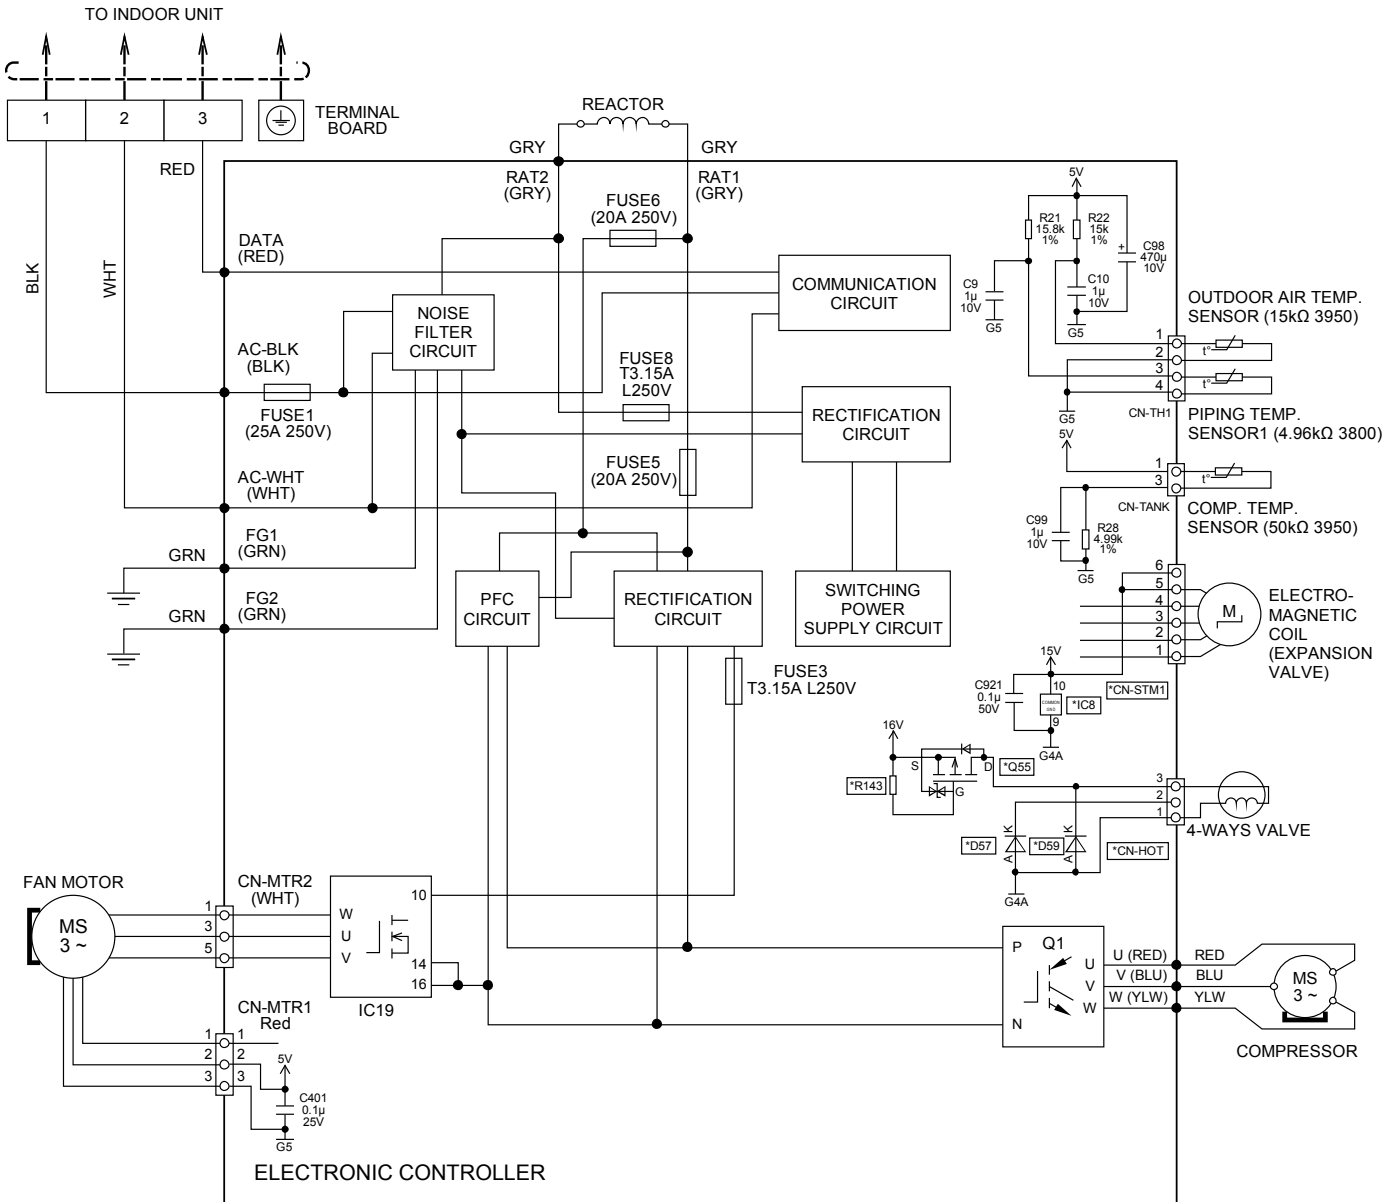 TO INDOOR UNIT
1
2
3
TERMINAL
BOARD
RED
BLK
WHT
REACTOR
GRY
GRY
RAT2
(GRY)
RAT1
(GRY)
FUSE6
(20A 250V)
DATA
(RED)
NOISE
FILTER
CIRCUIT
COMMUNICATION
CIRCUIT
AC-BLK
(BLK)
FUSE1
(25A 250V)
FUSE8
T3.15A
L250V
RECTIFICATION
CIRCUIT
FUSE5
(20A 250V)
AC-WHT
(WHT)
FG1
(GRN)
GRN
FG2
(GRN)
GRN
PFC
CIRCUIT
RECTIFICATION
CIRCUIT
SWITCHING
POWER
SUPPLY CIRCUIT
FUSE3
T3.15A L250V
5V
R21
15.8k
1%
R22
15k
1%
C98
+
470µ
10V
C9
1µ
10V
G5
C10
1µ
10V
G5
1
2
3
4
t°
t°
G5
CN-TH1
OUTDOOR AIR TEMP.
SENSOR (15kΩ 3950)
PIPING TEMP.
SENSOR1 (4.96kΩ 3800)
5V
1
3
t°
CN-TANK
COMP. TEMP.
SENSOR (50kΩ 3950)
C99
1µ
10V
R28
4.99k
1%
G5
6
5
4
3
2
1
M
ELECTRO-
MAGNETIC
COIL
(EXPANSION
VALVE)
15V
C921
0.1µ
50V
10
COMMON
GND
9
*IC8
*CN-STM1
G4A
16V
*R143
S
D
G
*Q55
3
2
1
4-WAYS VALVE
*D57
K
A
*D59
K
A
*CN-HOT
G4A
FAN MOTOR
MS
3 ~
CN-MTR2
(WHT)
1
3
5
W
U
V
10
14
16
IC19
CN-MTR1
Red
1
2
3
1
2
3
5V
C401
0.1µ
25V
G5
P
N
Q1
U
V
W
U (RED)
V (BLU)
W (YLW)
RED
BLU
YLW
MS
3 ~
COMPRESSOR
ELECTRONIC CONTROLLER